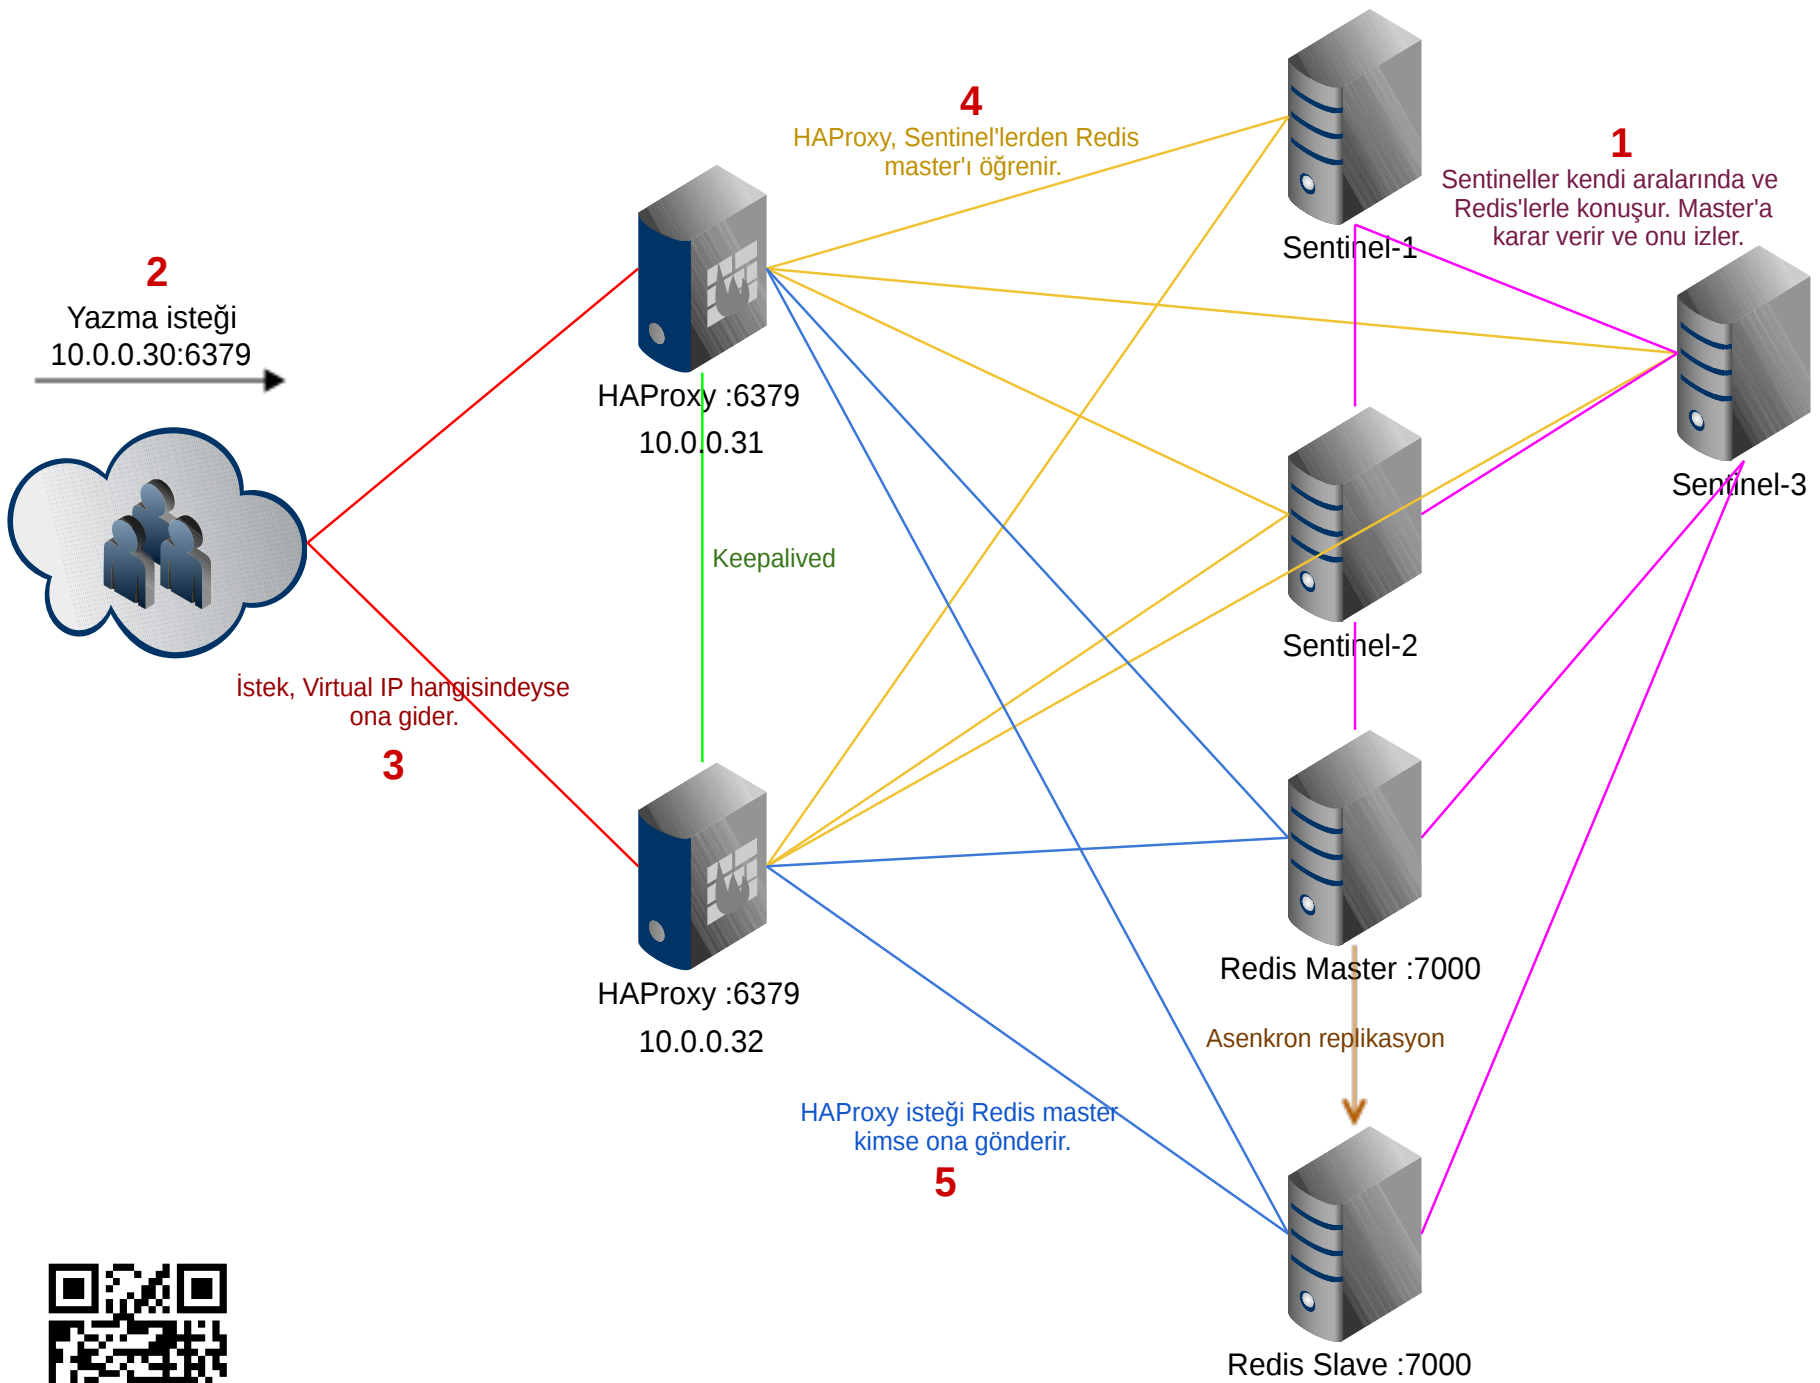 4
HAProxy, Sentinel'lerden Redis
master'ı öğrenir.
1
Sentineller kendi aralarında ve
Redis'lerle konuşur. Master'a
karar verir ve onu izler.
Sentinel-1
2
Yazma isteği
10.0.0.30:6379
HAProxy :6379
10.0.0.31
Sentinel-3
Keepalived
Sentinel-2
İstek, Virtual IP hangisindeyse
ona gider.
3
HAProxy :6379
10.0.0.32
Redis Master :7000
Asenkron replikasyon
HAProxy isteği Redis master
kimse ona gönderir.
5
Redis Slave :7000